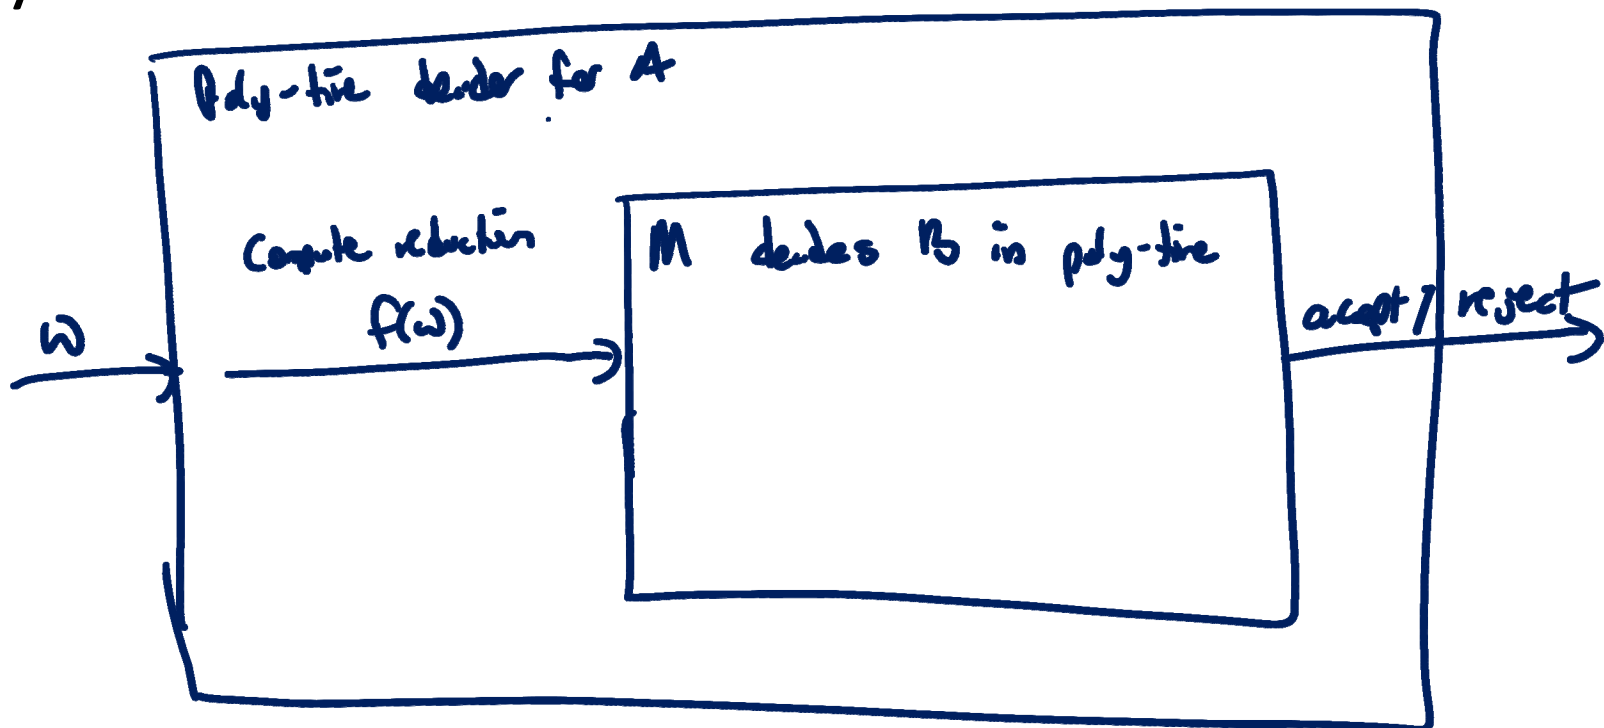 Poly-time decider for A
Compute reduction
f(w)
w
M decides B in poly-time
accept / reject